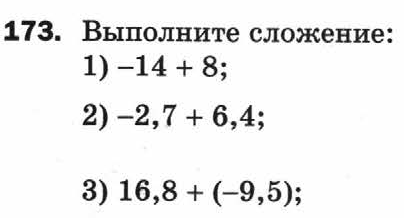 173. Выполните сложение:
1) –14 + 8;
2) –2,7 + 6,4;
3) 16,8 + (–9,5);